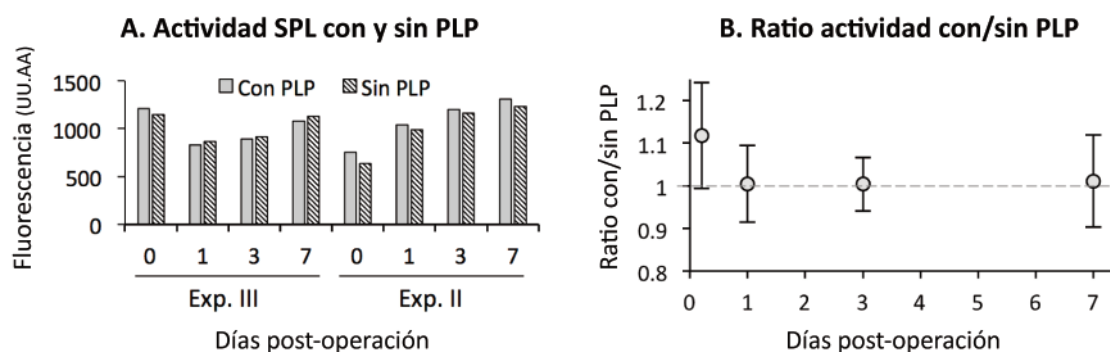 A. Actividad SPL con y sin PLP
Fluorescencia (UU.AA)
1500
1000
500
0
Con PLP
Sin PLP
0 1 3 7 0 1 3 7
Exp. III Exp. II
Días post-operación
B. Ratio actividad con/sin PLP
Ratio con/sin PLP
1.2
1.1
1
0.9
0.8
0 1 2 3 4 5 6 7
Días post-operación